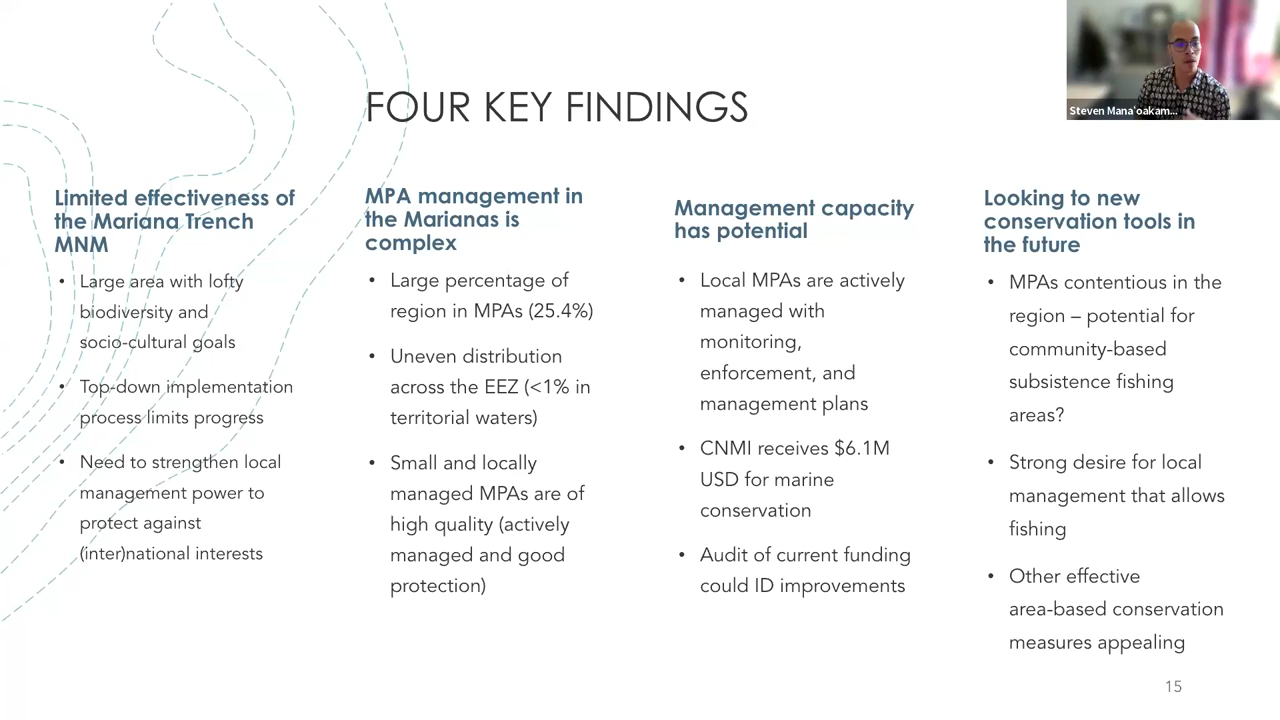 FOUR KEY FINDINGS
Steven Mana'oakam...
Limited effectiveness of
the Mariana Trench
MNM
• Large area with lofty
biodiversity and
socio-cultural goals
• Top-down implementation
process limits progress
• Need to strengthen local
management power to
protect against
(inter)national interests
MPA management in
the Marianas is
complex
• Large percentage of
region in MPAs (25.4%)
• Uneven distribution
across the EEZ (<1% in
territorial waters)
• Small and locally
managed MPAs are of
high quality (actively
managed and good
protection)
Management capacity
has potential
• Local MPAs are actively
managed with
monitoring,
enforcement, and
management plans
• CNMI receives $6.1M
USD for marine
conservation
• Audit of current funding
could ID improvements
Looking to new
conservation tools in
the future
• MPAs contentious in the
region – potential for
community-based
subsistence fishing
areas?
• Strong desire for local
management that allows
fishing
• Other effective
area-based conservation
measures appealing
15